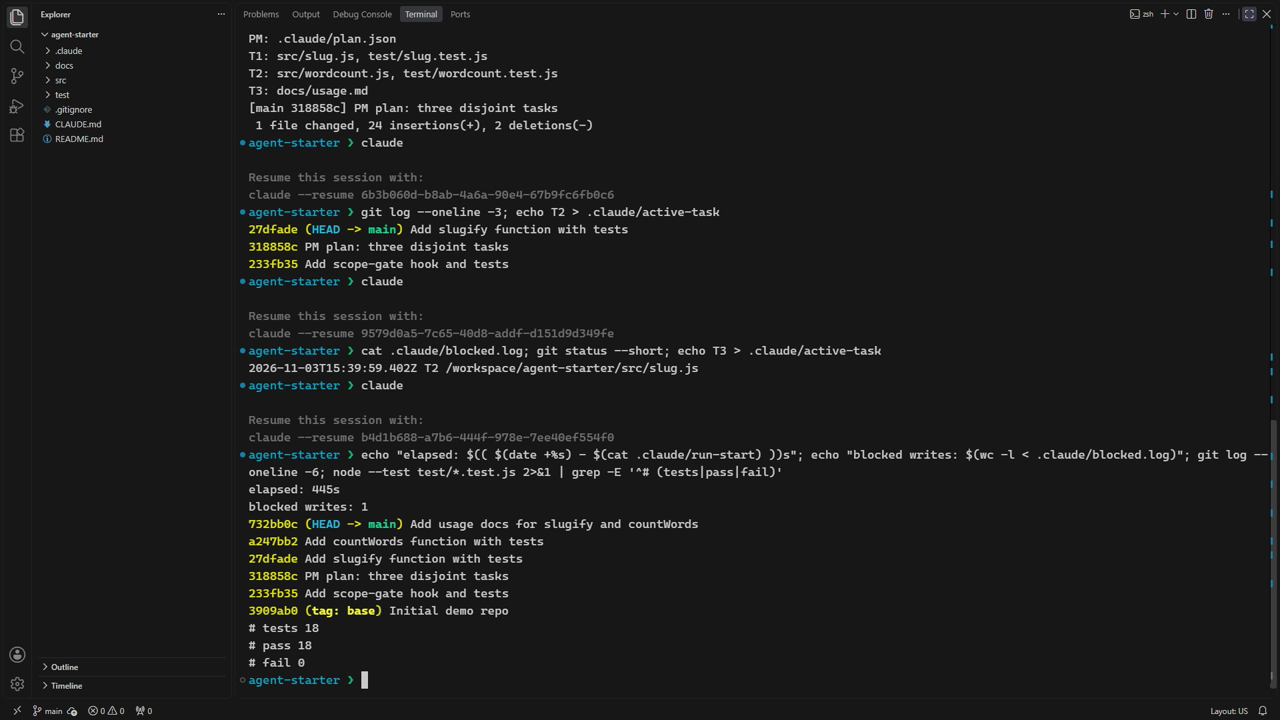 Explorer
agent-starter
.claude
docs
src
test
.gitignore
CLAUDE.md
README.md
Outline
Timeline
Problems Output Debug Console Terminal Ports
zsh
PM: .claude/plan.json
T1: src/slug.js, test/slug.test.js
T2: src/wordcount.js, test/wordcount.test.js
T3: docs/usage.md
[main 318858c] PM plan: three disjoint tasks
1 file changed, 24 insertions(+), 2 deletions(-)
agent-starter ❯ claude
Resume this session with:
claude --resume 6b3b060d-b8ab-4a6a-90e4-67b9fc6fb0c6
agent-starter ❯ git log --oneline -3; echo T2 > .claude/active-task
27dfade (HEAD -> main) Add slugify function with tests
318858c PM plan: three disjoint tasks
233fb35 Add scope-gate hook and tests
agent-starter ❯ claude
Resume this session with:
claude --resume 9579d0a5-7c65-40d8-addf-d151d9d349fe
agent-starter ❯ cat .claude/blocked.log; git status --short; echo T3 > .claude/active-task
2026-11-03T15:39:59.402Z T2 /workspace/agent-starter/src/slug.js
agent-starter ❯ claude
Resume this session with:
claude --resume b4d1b688-a7b6-444f-978e-7ee40ef554f0
agent-starter ❯ echo "elapsed: $(( $(date +%s) - $(cat .claude/run-start) ))s"; echo "blocked writes: $(wc -l < .claude/blocked.log)"; git log --
oneline -6; node --test test/*.test.js 2>&1 | grep -E '^# (tests|pass|fail)'
elapsed: 445s
blocked writes: 1
732bb0c (HEAD -> main) Add usage docs for slugify and countWords
a247bb2 Add countWords function with tests
27dfade Add slugify function with tests
318858c PM plan: three disjoint tasks
233fb35 Add scope-gate hook and tests
3909ab0 (tag: base) Initial demo repo
# tests 18
# pass 18
# fail 0
agent-starter ❯
main 0 0 0 Layout: US